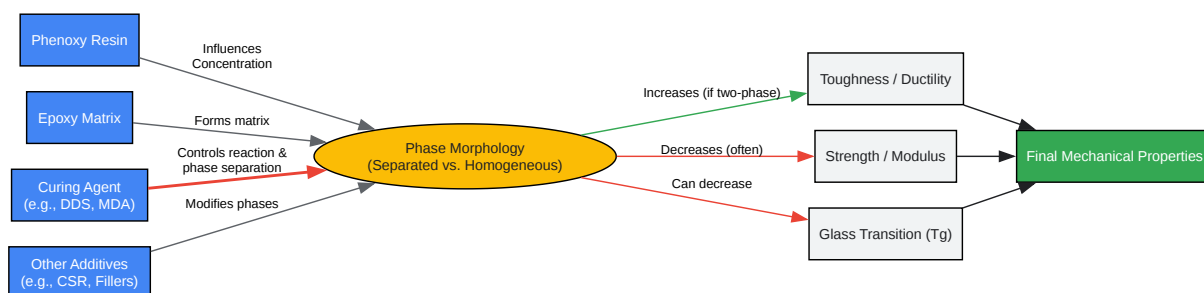 Phenoxy Resin
Influences
Concentration
Epoxy Matrix
Forms matrix
Curing Agent
(e.g., DDS, MDA)
Controls reaction &
phase separation
Other Additives
(e.g., CSR, Fillers)
Modifies phases
Phase Morphology
(Separated vs. Homogeneous)
Increases (if two-phase)
Toughness / Ductility
Decreases (often)
Strength / Modulus
Can decrease
Glass Transition (Tg)
Final Mechanical Properties